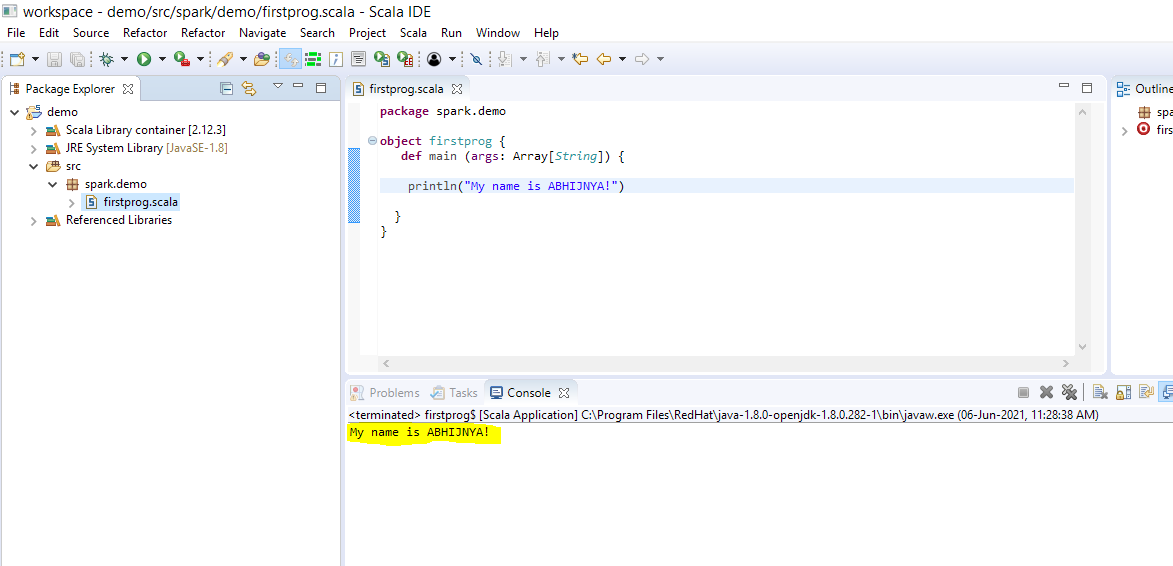 workspace - demo/src/spark/demo/firstprog.scala - Scala IDE
File Edit Source Refactor Refactor Navigate Search Project Scala Run Window Help
Package Explorer
demo
Scala Library container [2.12.3]
JRE System Library [JavaSE-1.8]
src
spark.demo
firstprog.scala
Referenced Libraries
firstprog.scala
package spark.demo
object firstprog {
def main (args: Array[String]) {
println("My name is ABHIJNYA!")
}
}
Outline
spa
firs
Problems Tasks Console
<terminated> firstprog$ [Scala Application] C:\Program Files\RedHat\java-1.8.0-openjdk-1.8.0.282-1\bin\javaw.exe (06-Jun-2021, 11:28:38 AM)
My name is ABHIJNYA!